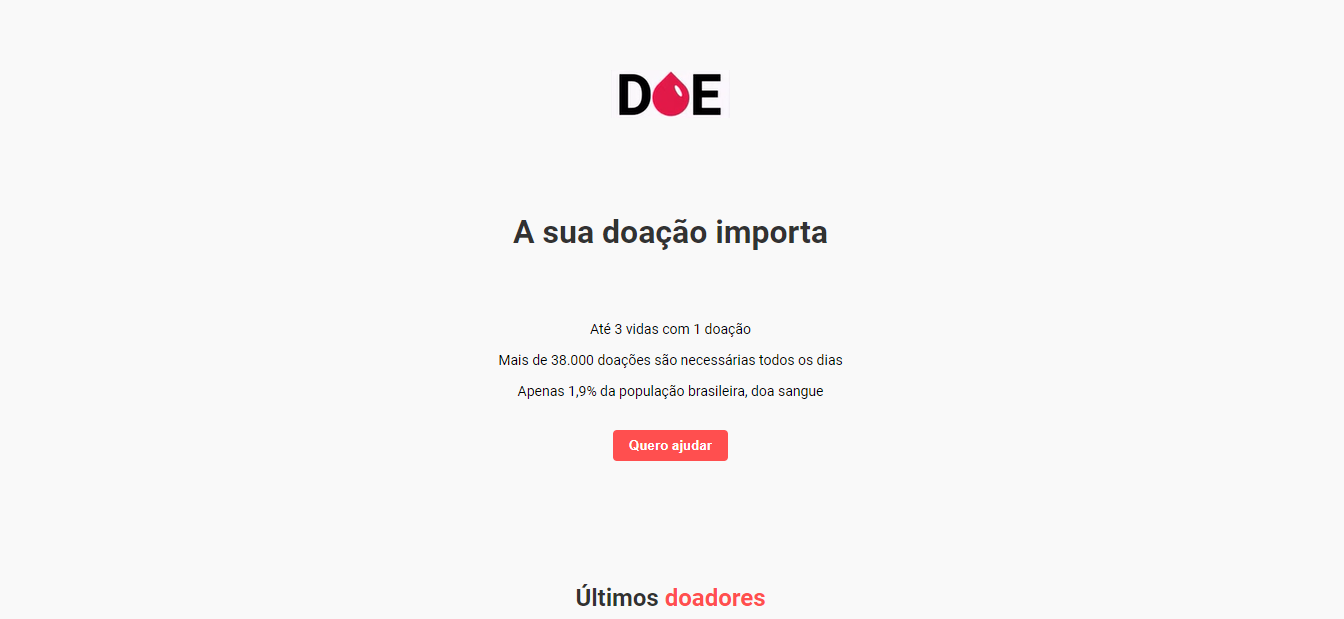 DOE
A sua doação importa
Até 3 vidas com 1 doação
Mais de 38.000 doações são necessárias todos os dias
Apenas 1,9% da população brasileira, doa sangue
Quero ajudar
Últimos doadores